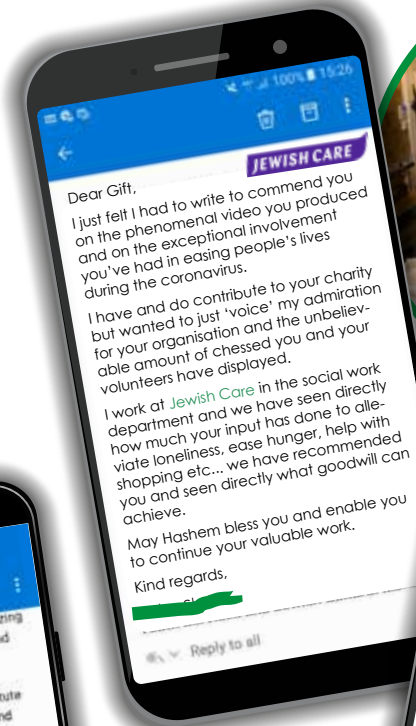 100% 15:26
JEWISH CARE
Dear Gift,
I just felt I had to write to commend you
on the phenomenal video you produced
and on the exceptional involvement
you've had in easing people's lives
during the coronavirus.
I have and do contribute to your charity
but wanted to just 'voice' my admiration
for your organisation and the unbeliev-
able amount of chessed you and your
volunteers have displayed.
I work at Jewish Care in the social work
department and we have seen directly
how much your input has done to alle-
viate loneliness, ease hunger, help with
shopping etc... we have recommended
you and seen directly what goodwill can
achieve.
May Hashem bless you and enable you
to continue your valuable work.
Kind regards,
Reply to all